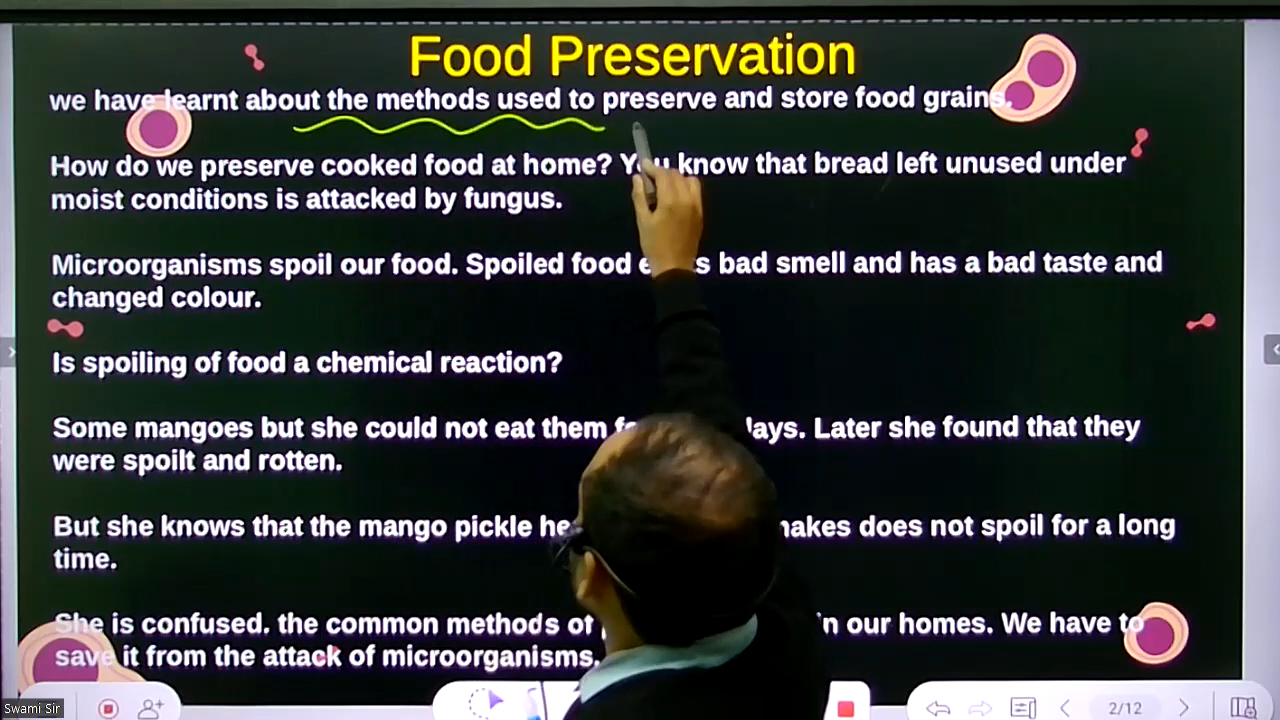 Food Preservation
we have learnt about the methods used to preserve and store food grains.
How do we preserve cooked food at home? You know that bread left unused under
moist conditions is attacked by fungus.
Microorganisms spoil our food. Spoiled food bad smell and has a bad taste and
changed colour.
Is spoiling of food a chemical reaction?
Some mangoes but she could not eat them Later she found that they
were spoilt and rotten.
But she knows that the mango pickle does not spoil for a long
time.
She is confused. the common methods of in our homes. We have to
save it from the attack of microorganisms.
Swami Sir
2/12